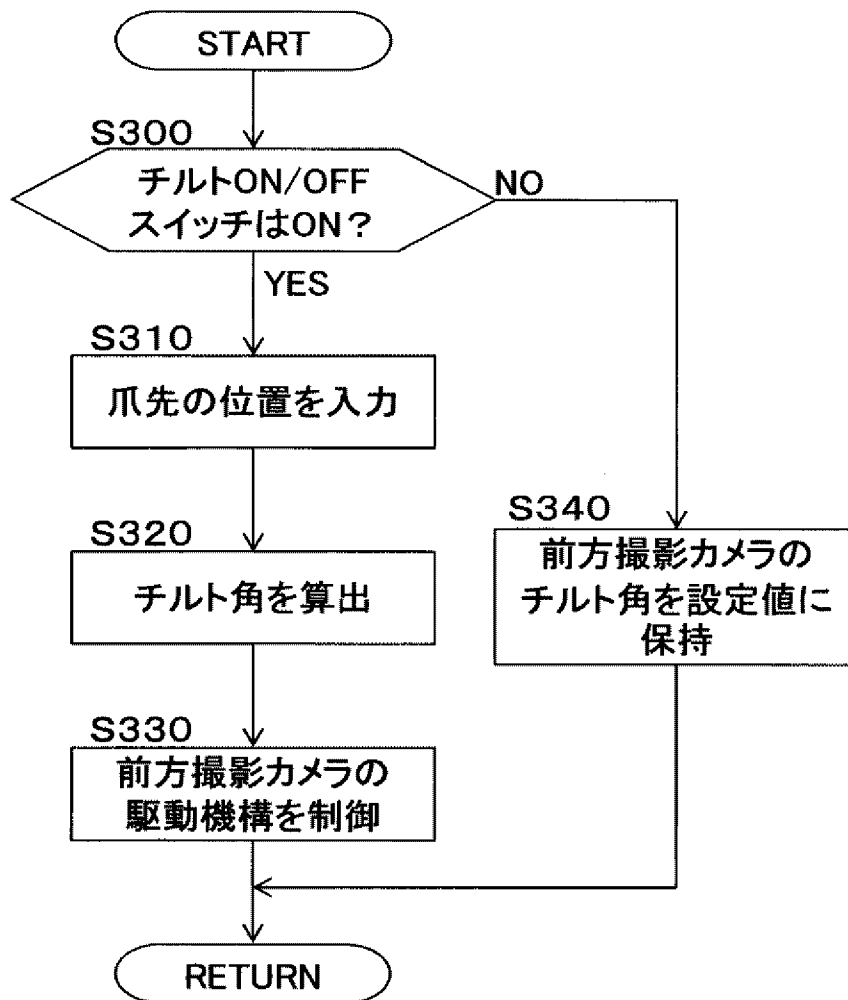 START
S300
チルトON/OFF
スイッチはON?
NO
YES
S310
爪先の位置を入力
S320
チルト角を算出
S330
前方撮影カメラの
駆動機構を制御
S340
前方撮影カメラの
チルト角を設定値に
保持
RETURN